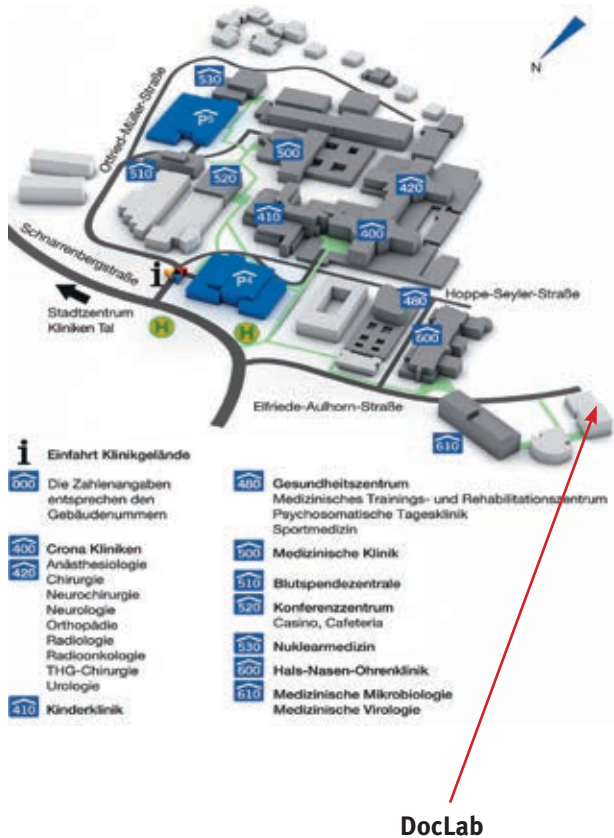 N
530
Otfried-Müller-Straße
P5
500
510
520
420
410
400
Schnarrenbergstraße
i
P4
480
Hoppe-Seyler-Straße
Stadtzentrum
Kliniken Tal
H
H
600
Elfriede-Aulhorn-Straße
610
i Einfahrt Klinikgelände
000 Die Zahlenangaben
entsprechen den
Gebäudenummern
400 Crona Kliniken
420 Anästhesiologie
Chirurgie
Neurochirurgie
Neurologie
Orthopädie
Radiologie
Radioonkologie
THG-Chirurgie
Urologie
410 Kinderklinik
480 Gesundheitszentrum
Medizinisches Trainings- und Rehabilitationszentrum
Psychosomatische Tagesklinik
Sportmedizin
500 Medizinische Klinik
510 Blutspendezentrale
520 Konferenzzentrum
Casino, Cafeteria
530 Nuklearmedizin
600 Hals-Nasen-Ohrenklinik
610 Medizinische Mikrobiologie
Medizinische Virologie
DocLab